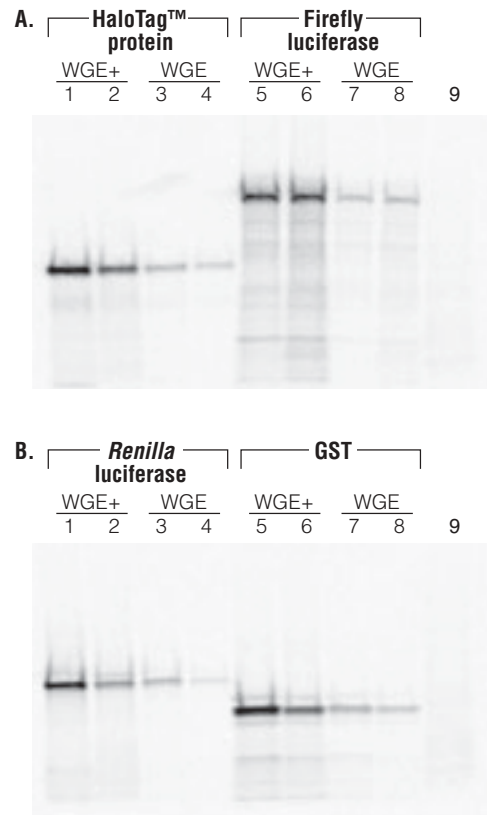 A. HaloTag™ Firefly
protein luciferase
WGE+ WGE WGE+ WGE
1 2 3 4 5 6 7 8 9
B. Renilla GST
luciferase
WGE+ WGE WGE+ WGE
1 2 3 4 5 6 7 8 9